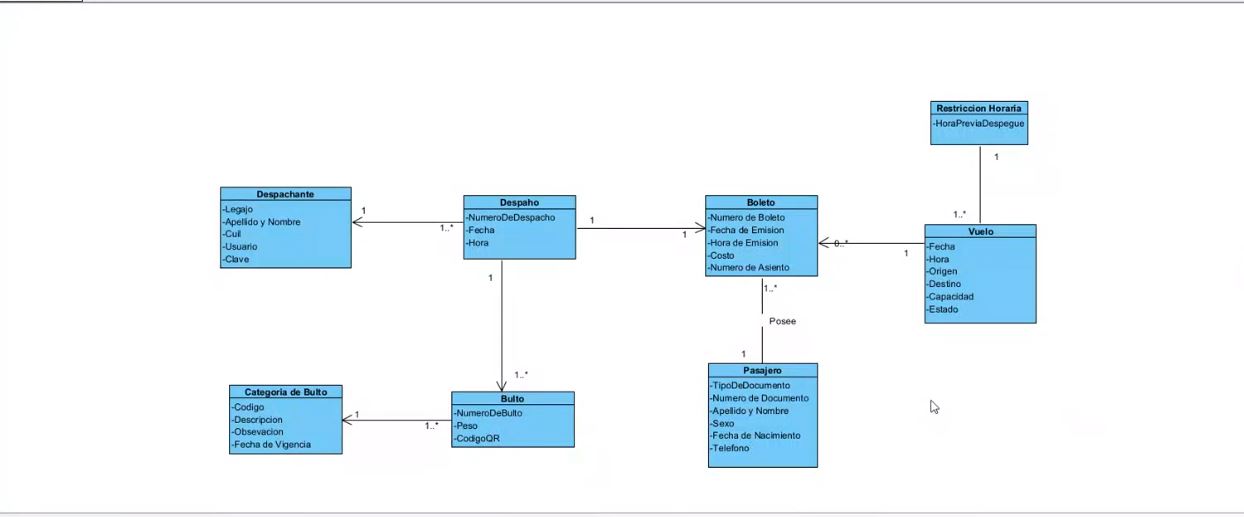 Restriccion Horaría
-HoraPreviaDespegue
1
1..*
Despachante
-Legajo
-Apellido y Nombre
-Cuil
-Usuario
-Clave
1
1..*
Despaho
-NumeroDeDespacho
-Fecha
-Hora
1
1
Boleto
-Numero de Boleto
-Fecha de Emision
-Hora de Emision
-Costo
-Numero de Asiento
0..*
1
Vuelo
-Fecha
-Hora
-Origen
-Destino
-Capacidad
-Estado
1
1..*
1..*
Posee
1
Categoria de Bulto
-Codigo
-Descripcion
-Obsevacion
-Fecha de Vigencia
1
1..*
Bulto
-NumeroDeBulto
-Peso
-CodigoQR
Pasajero
-TipoDeDocumento
-Numero de Documento
-Apellido y Nombre
-Sexo
-Fecha de Nacimiento
-Telefono